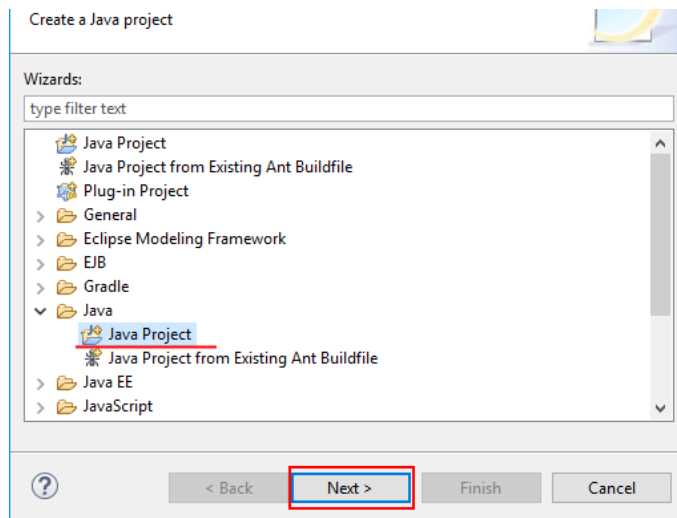 Create a Java project
Wizards:
type filter text
Java Project
Java Project from Existing Ant Buildfile
Plug-in Project
General
Eclipse Modeling Framework
EJB
Gradle
Java
Java Project
Java Project from Existing Ant Buildfile
Java EE
JavaScript
? < Back Next > Finish Cancel